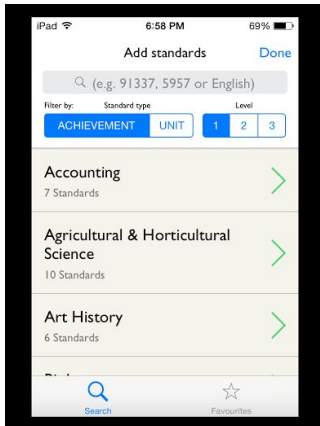 iPad 6:58 PM 69%
Add standards Done
(e.g. 91337, 5957 or English)
Filter by: Standard type Level
ACHIEVEMENT UNIT 1 2 3
Accounting
7 Standards
Agricultural & Horticultural
Science
10 Standards
Art History
6 Standards
Search Favourites